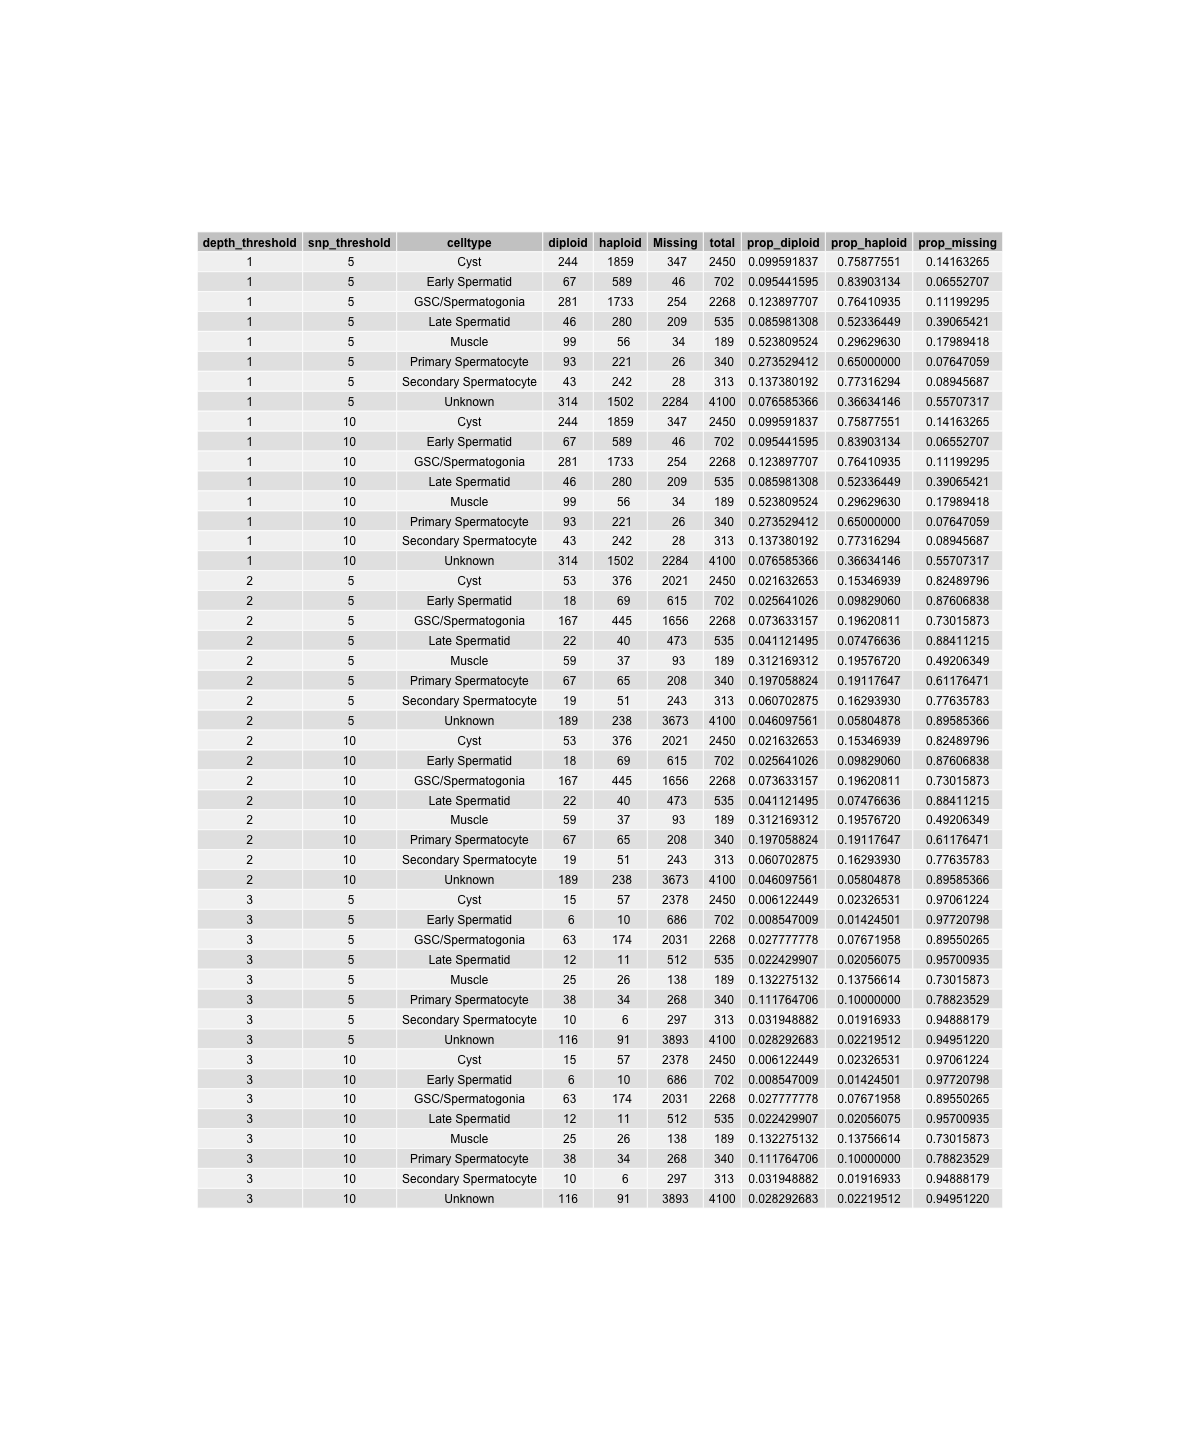 depth_threshold snp_threshold celltype diploid haploid Missing total prop_diploid prop_haploid prop_missing
1 5 Cyst 244 1859 347 2450 0.099591837 0.75877551 0.14163265
1 5 Early Spermatid 67 589 46 702 0.095441595 0.83903134 0.06552707
1 5 GSC/Spermatogonia 281 1733 254 2268 0.123897707 0.76410935 0.11199295
1 5 Late Spermatid 46 280 209 535 0.085981308 0.52336449 0.39065421
1 5 Muscle 99 56 34 189 0.523809524 0.29629630 0.17989418
1 5 Primary Spermatocyte 93 221 26 340 0.273529412 0.65000000 0.07647059
1 5 Secondary Spermatocyte 43 242 28 313 0.137380192 0.77316294 0.08945687
1 5 Unknown 314 1502 2284 4100 0.076585366 0.36634146 0.55707317
1 10 Cyst 244 1859 347 2450 0.099591837 0.75877551 0.14163265
1 10 Early Spermatid 67 589 46 702 0.095441595 0.83903134 0.06552707
1 10 GSC/Spermatogonia 281 1733 254 2268 0.123897707 0.76410935 0.11199295
1 10 Late Spermatid 46 280 209 535 0.085981308 0.52336449 0.39065421
1 10 Muscle 99 56 34 189 0.523809524 0.29629630 0.17989418
1 10 Primary Spermatocyte 93 221 26 340 0.273529412 0.65000000 0.07647059
1 10 Secondary Spermatocyte 43 242 28 313 0.137380192 0.77316294 0.08945687
1 10 Unknown 314 1502 2284 4100 0.076585366 0.36634146 0.55707317
2 5 Cyst 53 376 2021 2450 0.021632653 0.15346939 0.82489796
2 5 Early Spermatid 18 69 615 702 0.025641026 0.09829060 0.87606838
2 5 GSC/Spermatogonia 167 445 1656 2268 0.073633157 0.19620811 0.73015873
2 5 Late Spermatid 22 40 473 535 0.041121495 0.07476636 0.88411215
2 5 Muscle 59 37 93 189 0.312169312 0.19576720 0.49206349
2 5 Primary Spermatocyte 67 65 208 340 0.197058824 0.19117647 0.61176471
2 5 Secondary Spermatocyte 19 51 243 313 0.060702875 0.16293930 0.77635783
2 5 Unknown 189 238 3673 4100 0.046097561 0.05804878 0.89585366
2 10 Cyst 53 376 2021 2450 0.021632653 0.15346939 0.82489796
2 10 Early Spermatid 18 69 615 702 0.025641026 0.09829060 0.87606838
2 10 GSC/Spermatogonia 167 445 1656 2268 0.073633157 0.19620811 0.73015873
2 10 Late Spermatid 22 40 473 535 0.041121495 0.07476636 0.88411215
2 10 Muscle 59 37 93 189 0.312169312 0.19576720 0.49206349
2 10 Primary Spermatocyte 67 65 208 340 0.197058824 0.19117647 0.61176471
2 10 Secondary Spermatocyte 19 51 243 313 0.060702875 0.16293930 0.77635783
2 10 Unknown 189 238 3673 4100 0.046097561 0.05804878 0.89585366
3 5 Cyst 15 57 2378 2450 0.006122449 0.02326531 0.97061224
3 5 Early Spermatid 6 10 686 702 0.008547009 0.01424501 0.97720798
3 5 GSC/Spermatogonia 63 174 2031 2268 0.027777778 0.07671958 0.89550265
3 5 Late Spermatid 12 11 512 535 0.022429907 0.02056075 0.95700935
3 5 Muscle 25 26 138 189 0.132275132 0.13756614 0.73015873
3 5 Primary Spermatocyte 38 34 268 340 0.111764706 0.10000000 0.78823529
3 5 Secondary Spermatocyte 10 6 297 313 0.031948882 0.01916933 0.94888179
3 5 Unknown 116 91 3893 4100 0.028292683 0.02219512 0.94951220
3 10 Cyst 15 57 2378 2450 0.006122449 0.02326531 0.97061224
3 10 Early Spermatid 6 10 686 702 0.008547009 0.01424501 0.97720798
3 10 GSC/Spermatogonia 63 174 2031 2268 0.027777778 0.07671958 0.89550265
3 10 Late Spermatid 12 11 512 535 0.022429907 0.02056075 0.95700935
3 10 Muscle 25 26 138 189 0.132275132 0.13756614 0.73015873
3 10 Primary Spermatocyte 38 34 268 340 0.111764706 0.10000000 0.78823529
3 10 Secondary Spermatocyte 10 6 297 313 0.031948882 0.01916933 0.94888179
3 10 Unknown 116 91 3893 4100 0.028292683 0.02219512 0.94951220